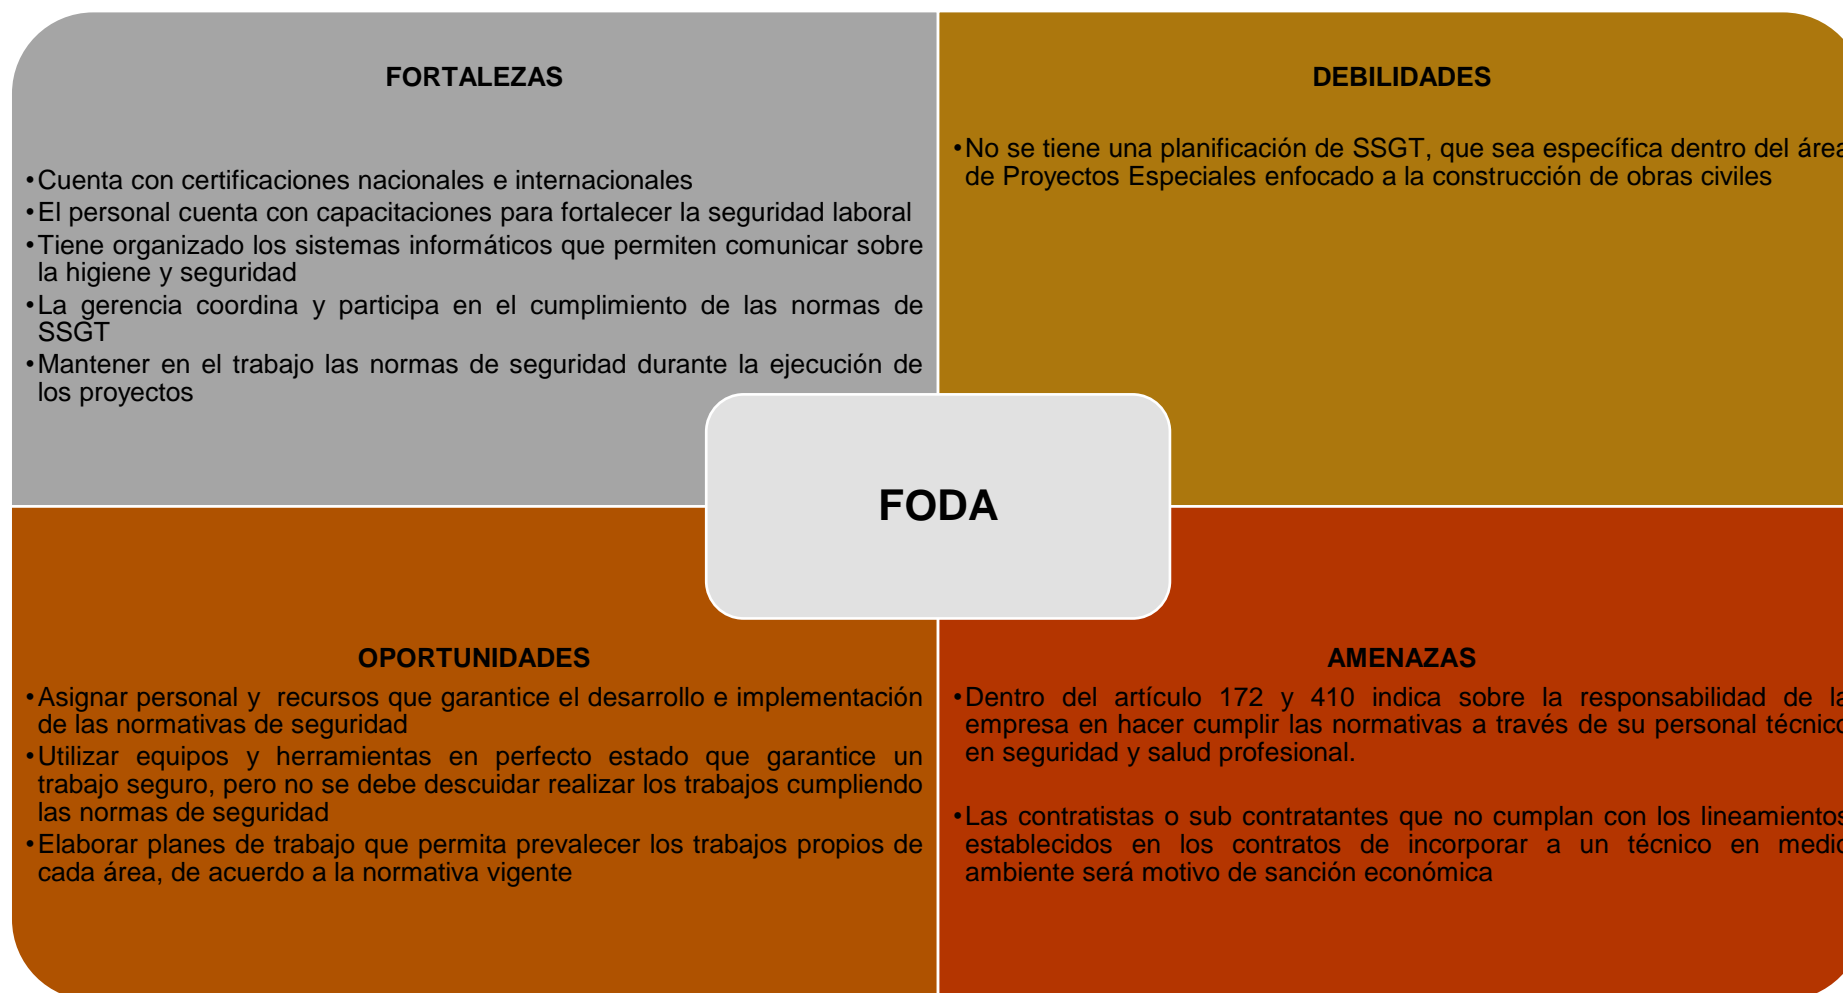 FORTALEZAS
•Cuenta con certificaciones nacionales e internacionales
•El personal cuenta con capacitaciones para fortalecer la seguridad laboral
•Tiene organizado los sistemas informáticos que permiten comunicar sobre
la higiene y seguridad
•La gerencia coordina y participa en el cumplimiento de las normas de
SSGT
•Mantener en el trabajo las normas de seguridad durante la ejecución de
los proyectos
DEBILIDADES
•No se tiene una planificación de SSGT, que sea específica dentro del área
de Proyectos Especiales enfocado a la construcción de obras civiles
FODA
OPORTUNIDADES
•Asignar personal y recursos que garantice el desarrollo e implementación
de las normativas de seguridad
•Utilizar equipos y herramientas en perfecto estado que garantice un
trabajo seguro, pero no se debe descuidar realizar los trabajos cumpliendo
las normas de seguridad
•Elaborar planes de trabajo que permita prevalecer los trabajos propios de
cada área, de acuerdo a la normativa vigente
AMENAZAS
•Dentro del artículo 172 y 410 indica sobre la responsabilidad de la
empresa en hacer cumplir las normativas a través de su personal técnico
en seguridad y salud profesional.
•Las contratistas o sub contratantes que no cumplan con los lineamientos
establecidos en los contratos de incorporar a un técnico en medio
ambiente será motivo de sanción económica